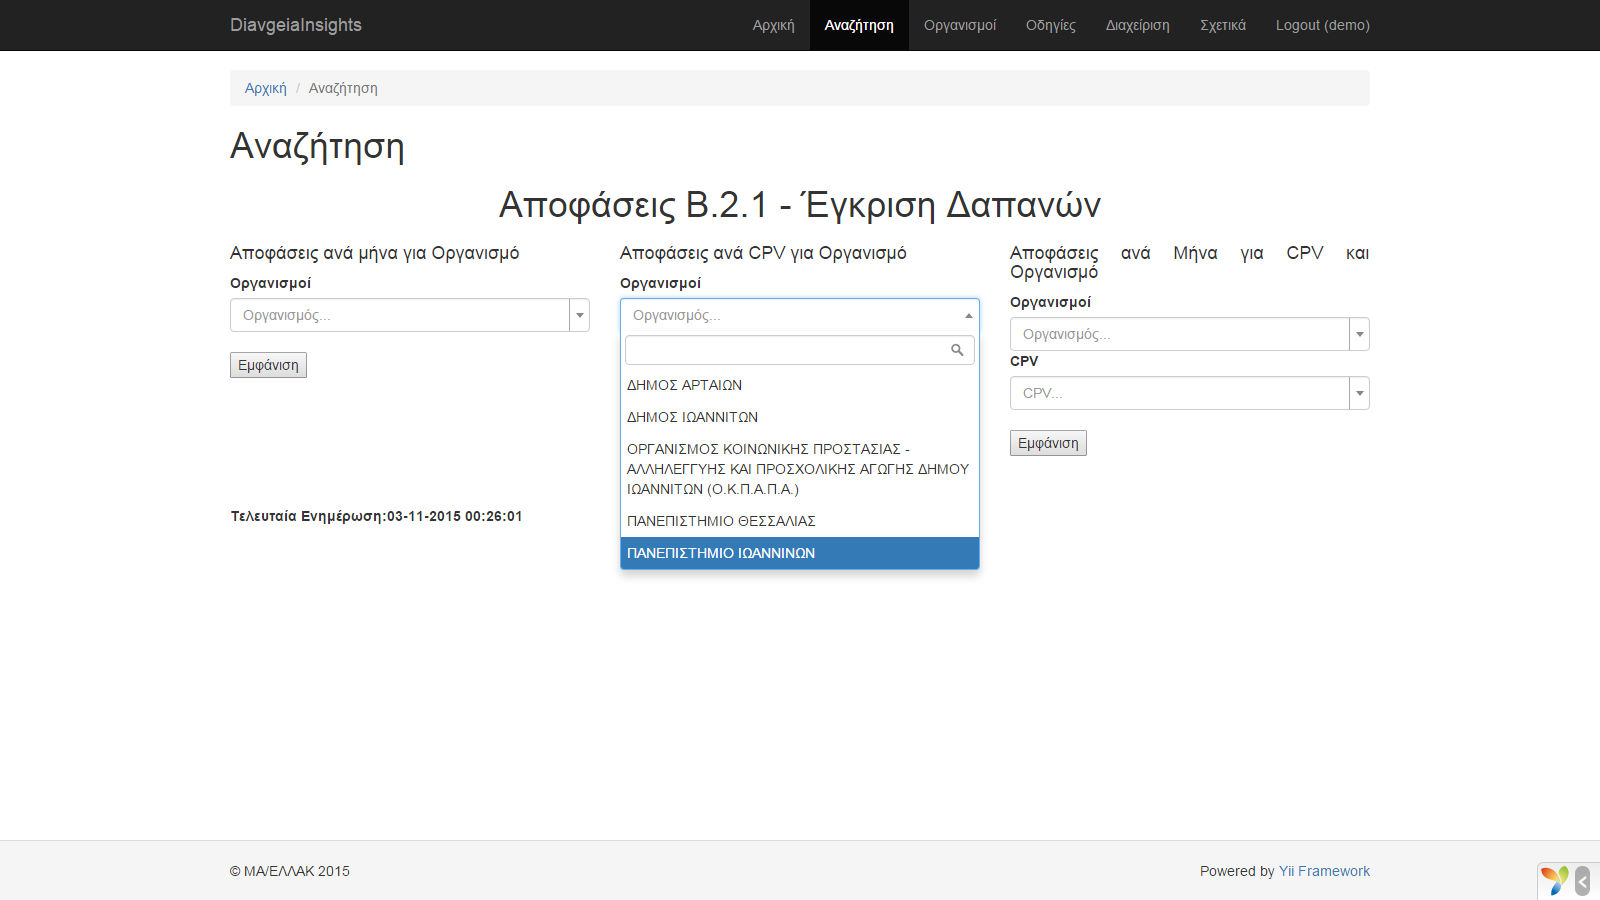 DiavgeiaInsights
Αρχική Αναζήτηση Οργανισμοί Οδηγίες Διαχείριση Σχετικά Logout (demo)
Αρχική / Αναζήτηση
Αναζήτηση
Αποφάσεις Β.2.1 - Έγκριση Δαπανών
Αποφάσεις ανά μήνα για Οργανισμό
Οργανισμοί
Οργανισμός...
Εμφάνιση
Τελευταία Ενημέρωση:03-11-2015 00:26:01
Αποφάσεις ανά CPV για Οργανισμό
Οργανισμοί
Οργανισμός...
ΔΗΜΟΣ ΑΡΤΑΙΩΝ
ΔΗΜΟΣ ΙΩΑΝΝΙΤΩΝ
ΟΡΓΑΝΙΣΜΟΣ ΚΟΙΝΩΝΙΚΗΣ ΠΡΟΣΤΑΣΙΑΣ -
ΑΛΛΗΛΕΓΓΥΗΣ ΚΑΙ ΠΡΟΣΧΟΛΙΚΗΣ ΑΓΩΓΗΣ ΔΗΜΟΥ
ΙΩΑΝΝΙΤΩΝ (Ο.Κ.Π.Α.Π.Α.)
ΠΑΝΕΠΙΣΤΗΜΙΟ ΘΕΣΣΑΛΙΑΣ
ΠΑΝΕΠΙΣΤΗΜΙΟ ΙΩΑΝΝΙΝΩΝ
Αποφάσεις ανά Μήνα για CPV και
Οργανισμό
Οργανισμοί
Οργανισμός...
CPV
CPV...
Εμφάνιση
© ΜΑ/ΕΛΛΑΚ 2015
Powered by Yii Framework